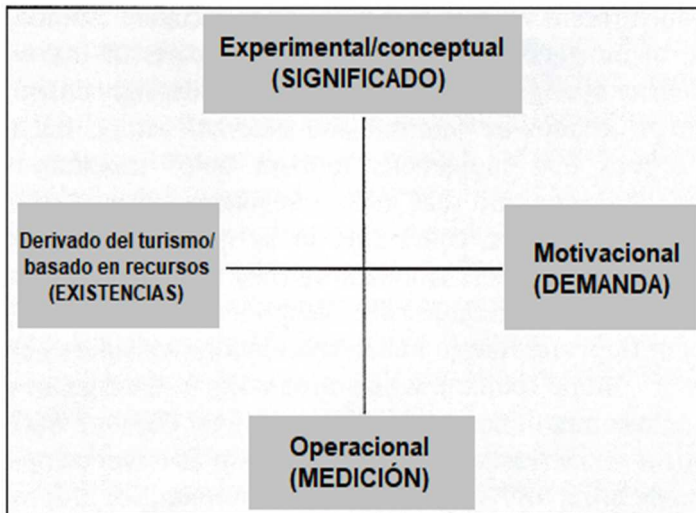 Experimental/conceptual
(SIGNIFICADO)
Derivado del turismo/
basado en recursos
(EXISTENCIAS)
Motivacional
(DEMANDA)
Operacional
(MEDICIÓN)